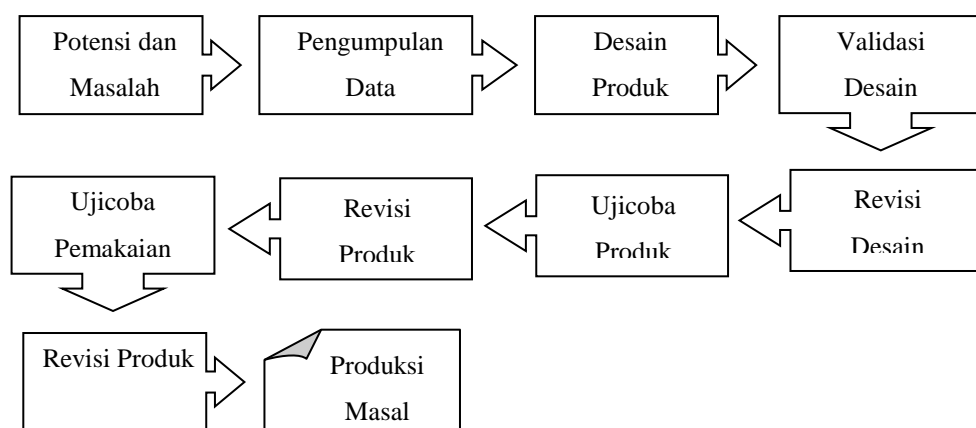 Potensi dan
Masalah
Pengumpulan
Data
Desain
Produk
Validasi
Desain
Revisi
Desain
Ujicoba
Produk
Revisi
Produk
Ujicoba
Pemakaian
Revisi Produk
Produksi
Masal